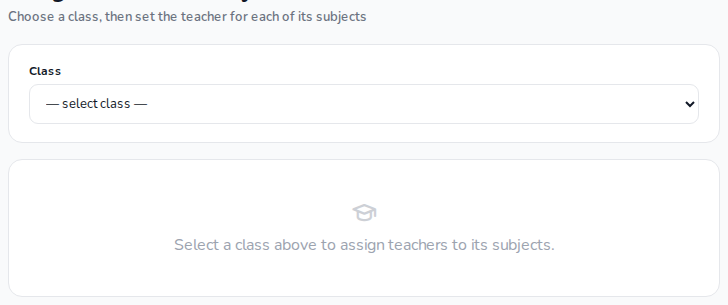 Choose a class, then set the teacher for each of its subjects
Class
— select class —
Select a class above to assign teachers to its subjects.